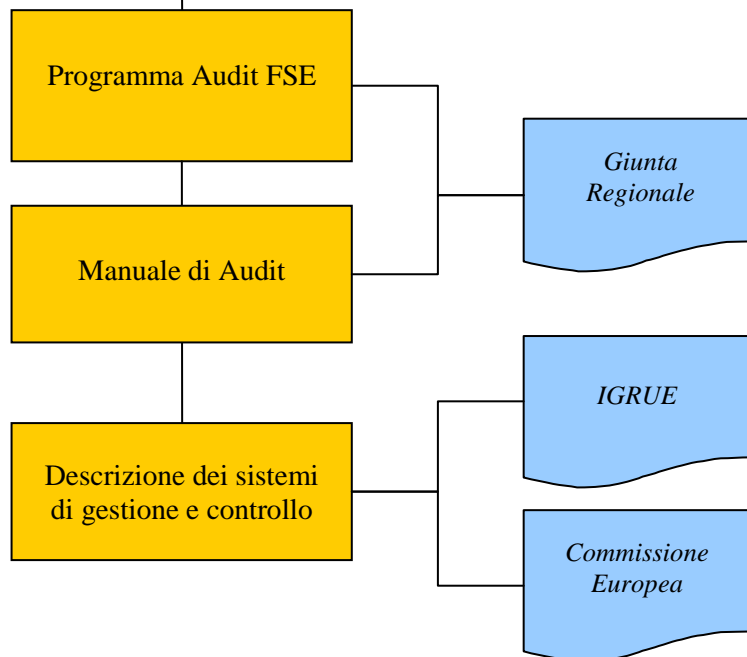 Programma Audit FSE
Giunta
Regionale
Manuale di Audit
IGRUE
Descrizione dei sistemi
di gestione e controllo
Commissione
Europea